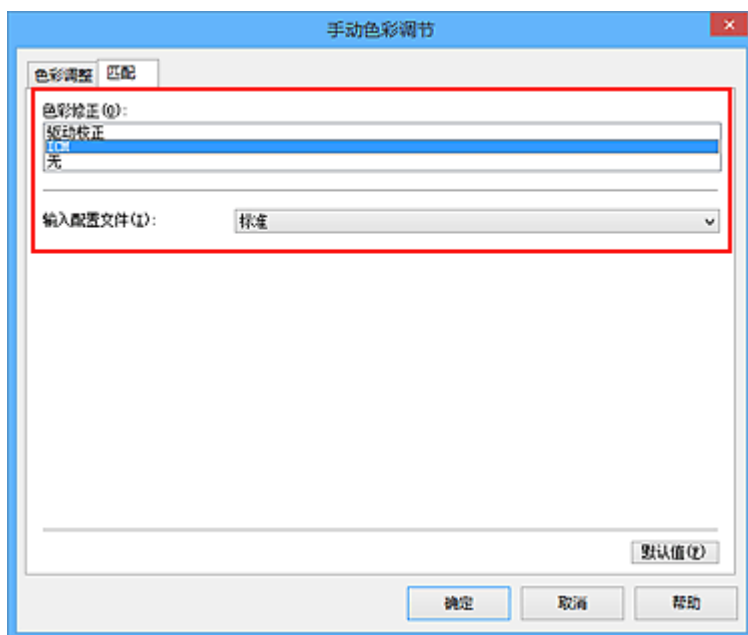 手动色彩调节
色彩调整 匹配
色彩修正(Q):
驱动校正
ICM
无
输入配置文件(I): 标准
默认值(F)
确定 取消 帮助